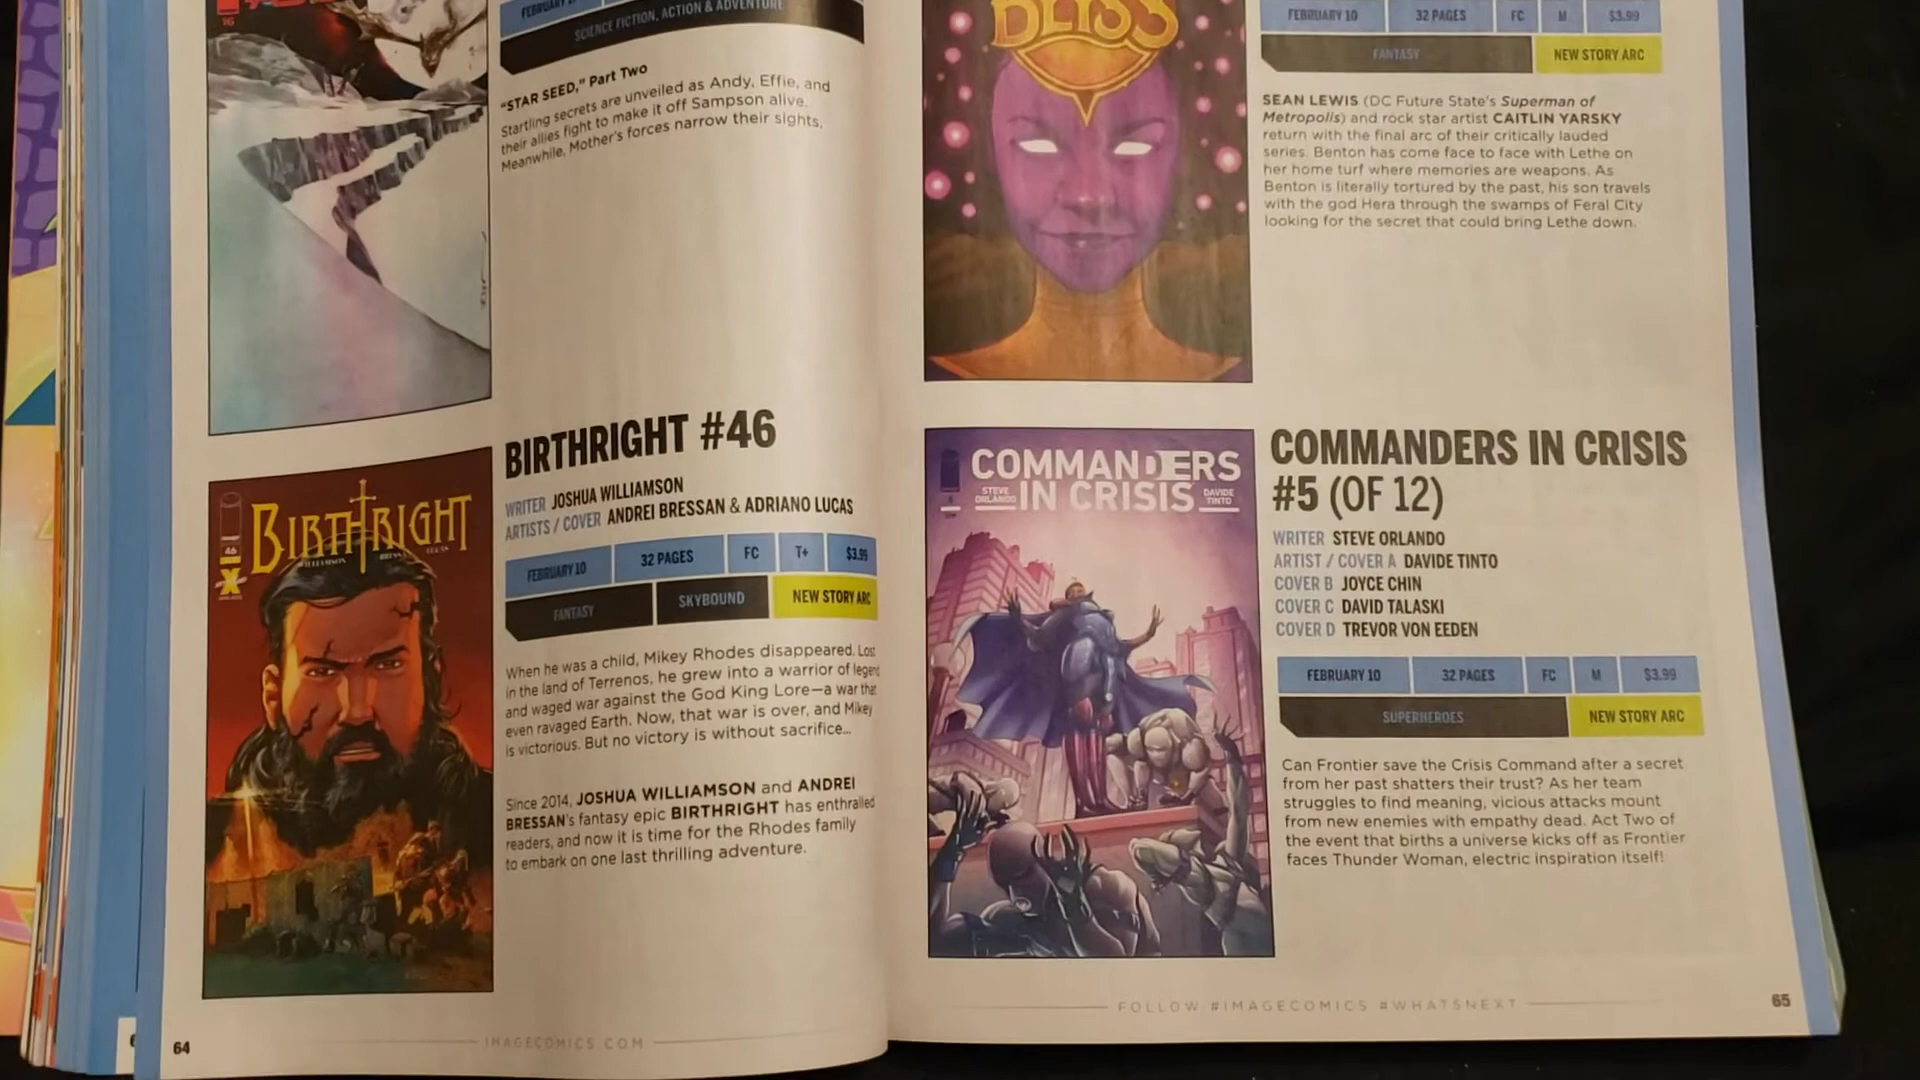 16
FEBRUARY
SCIENCE FICTION, ACTION & ADVENTURE
"STAR SEED," Part Two
Startling secrets are unveiled as Andy, Effie, and
their allies fight to make it off Sampson alive.
Meanwhile, Mother's forces narrow their sights.
BIRTHRIGHT
WILLIAMSON BRESSAN LUCAS
image
46
X
BIRTHRIGHT #46
WRITER JOSHUA WILLIAMSON
ARTISTS / COVER ANDREI BRESSAN & ADRIANO LUCAS
FEBRUARY 10 32 PAGES FC T+ $3.99
FANTASY SKYBOUND NEW STORY ARC
When he was a child, Mikey Rhodes disappeared. Lost
in the land of Terrenos, he grew into a warrior of legend
and waged war against the God King Lore—a war that
even ravaged Earth. Now, that war is over, and Mikey
is victorious. But no victory is without sacrifice...
Since 2014, JOSHUA WILLIAMSON and ANDREI
BRESSAN's fantasy epic BIRTHRIGHT has enthralled
readers, and now it is time for the Rhodes family
to embark on one last thrilling adventure.
64
IMAGECOMICS.COM
BLISS
FEBRUARY 10 32 PAGES FC M $3.99
FANTASY NEW STORY ARC
SEAN LEWIS (DC Future State's Superman of
Metropolis) and rock star artist CAITLIN YARSKY
return with the final arc of their critically lauded
series. Benton has come face to face with Lethe on
her home turf where memories are weapons. As
Benton is literally tortured by the past, his son travels
with the god Hera through the swamps of Feral City
looking for the secret that could bring Lethe down.
COMMANDERS
STEVE ORLANDO IN CRISIS DAVIDE TINTO
COMMANDERS IN CRISIS
#5 (OF 12)
WRITER STEVE ORLANDO
ARTIST / COVER A DAVIDE TINTO
COVER B JOYCE CHIN
COVER C DAVID TALASKI
COVER D TREVOR VON EEDEN
FEBRUARY 10 32 PAGES FC M $3.99
SUPERHEROES NEW STORY ARC
Can Frontier save the Crisis Command after a secret
from her past shatters their trust? As her team
struggles to find meaning, vicious attacks mount
from new enemies with empathy dead. Act Two of
the event that births a universe kicks off as Frontier
faces Thunder Woman, electric inspiration itself!
FOLLOW #IMAGECOMICS #WHATSNEXT
65